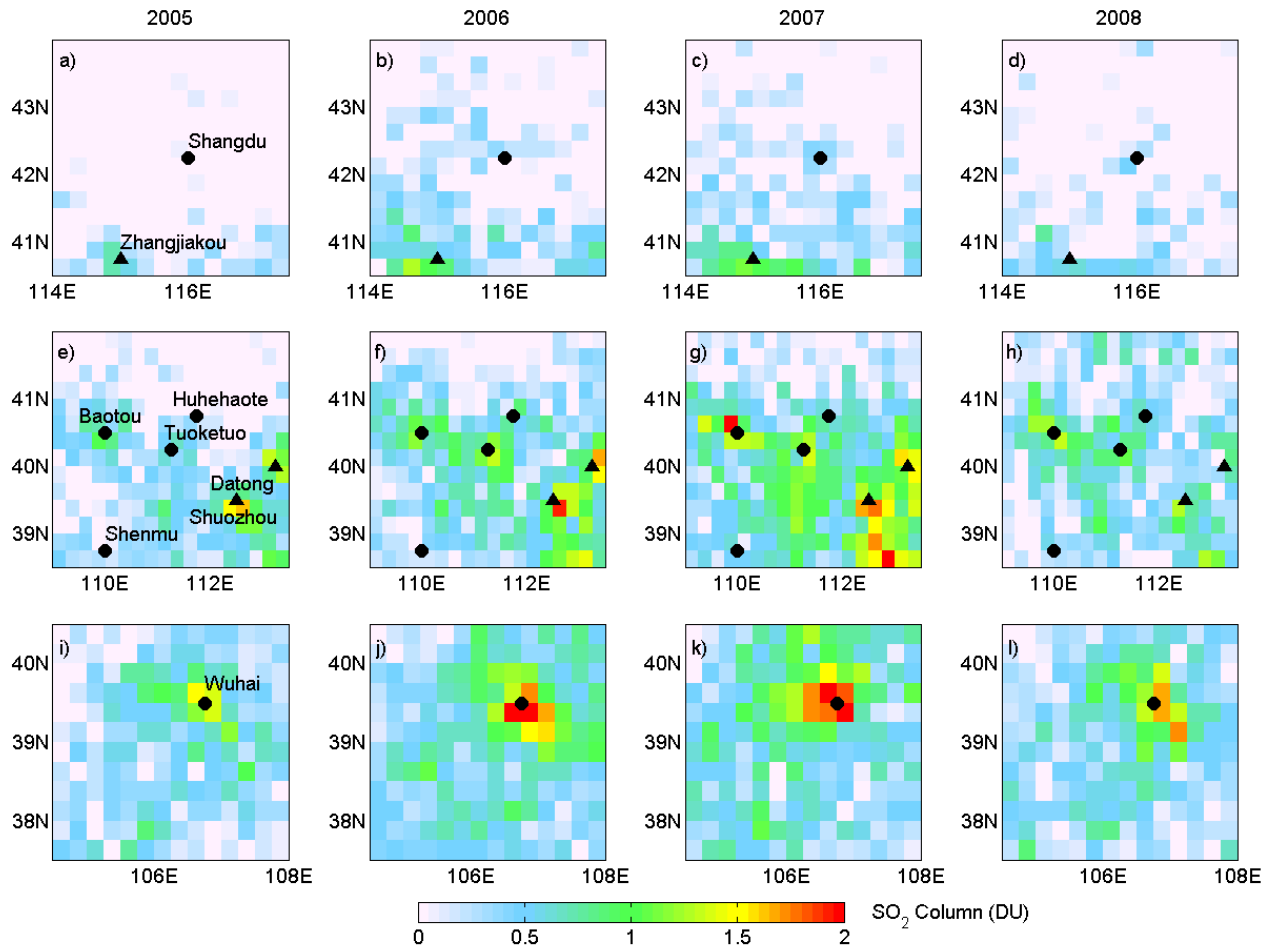 2005 2006 2007 2008
a) b) c) d)
43N 43N 43N 43N
Shangdu
42N 42N 42N 42N
41N Zhangjiakou 41N 41N 41N
114E 116E 114E 116E 114E 116E 114E 116E
e) f) g) h)
41N Huhehaote 41N 41N 41N
Baotou
Tuoketuo
40N 40N 40N 40N
Datong
Shuozhou
39N Shenmu 39N 39N 39N
110E 112E 110E 112E 110E 112E 110E 112E
i) j) k) l)
40N 40N 40N 40N
Wuhai
39N 39N 39N 39N
38N 38N 38N 38N
106E 108E 106E 108E 106E 108E 106E 108E
SO2 Column (DU)
0 0.5 1 1.5 2